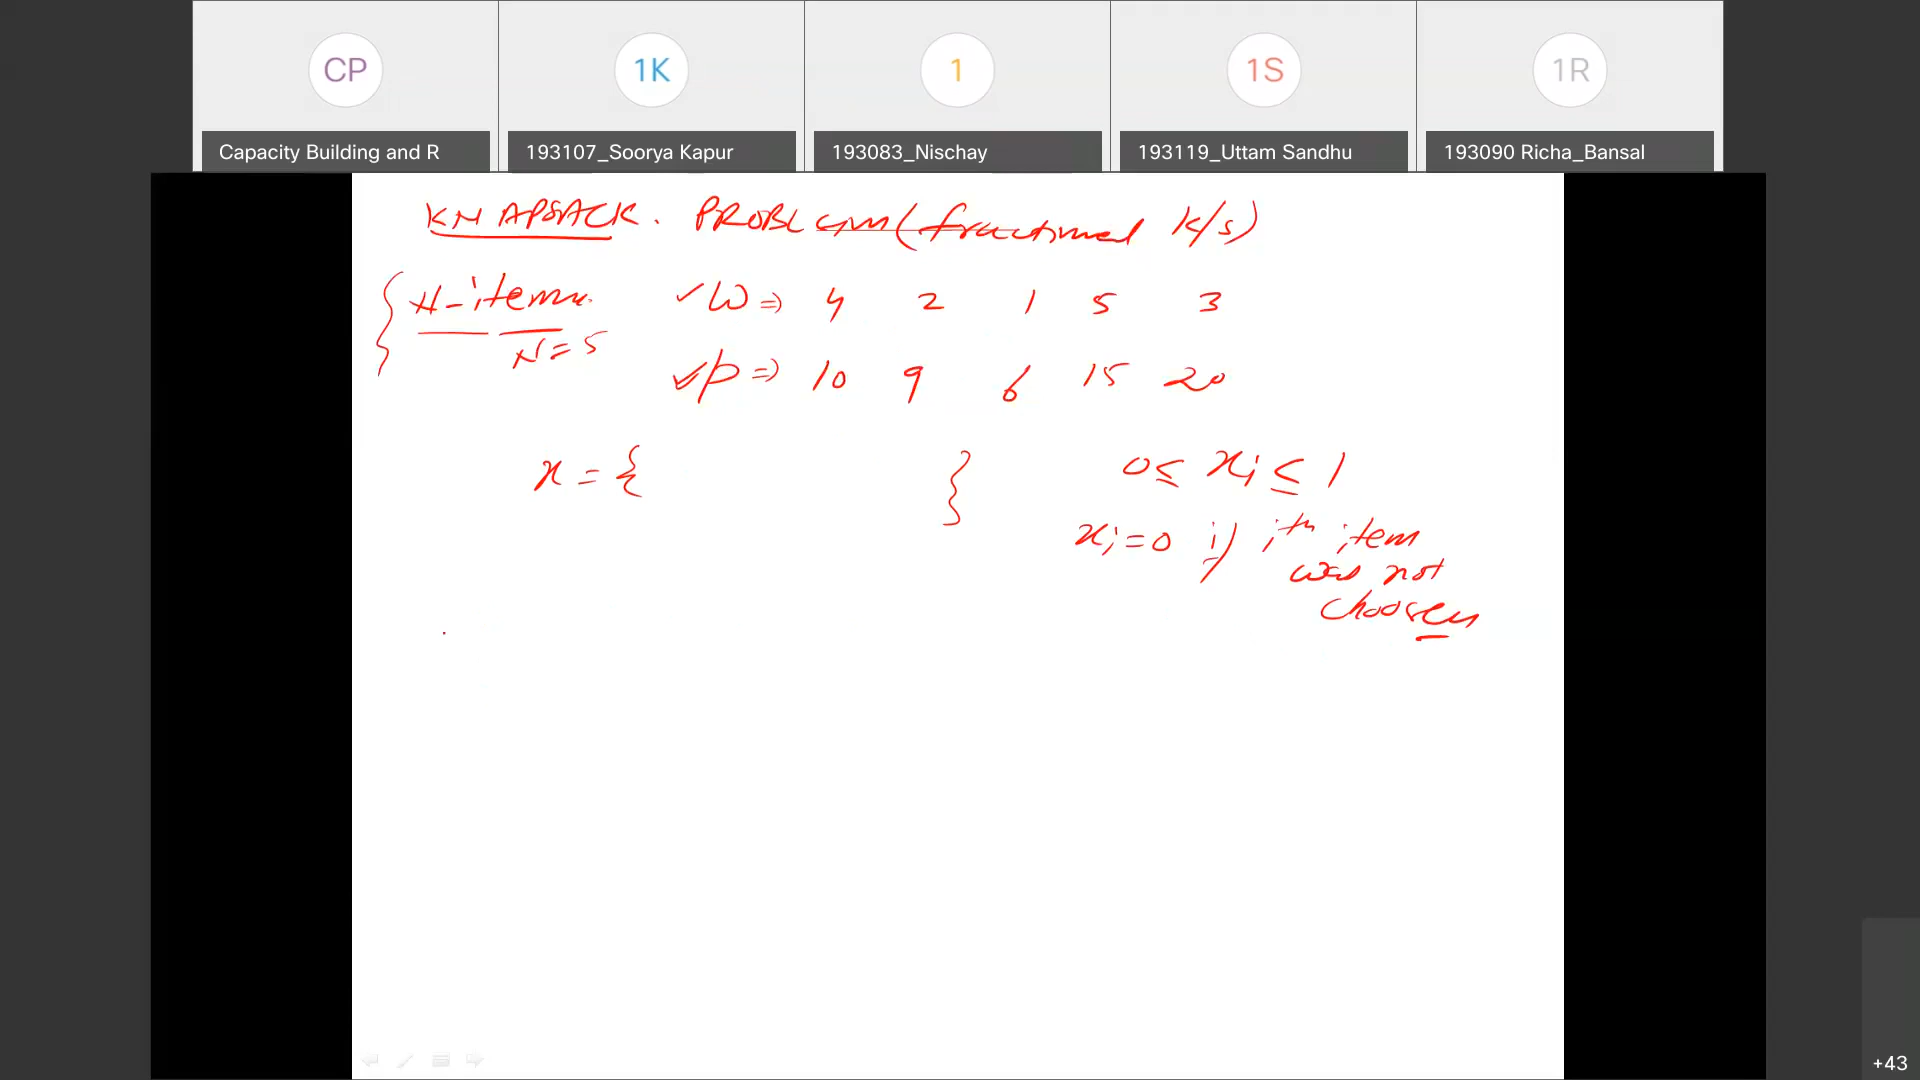 CP 1K 1 1S 1R
Capacity Building and R 193107_Soorya Kapur 193083_Nischay 193119_Uttam Sandhu 193090 Richa_Bansal
KNAPSACK. PROBLEM (fractional K/s)
N-items W => 4 2 1 5 3
N=5
p => 10 9 6 15 20
x = { } 0 ≤ xi ≤ 1
xi = 0 if ith item
was not
choosen
+43